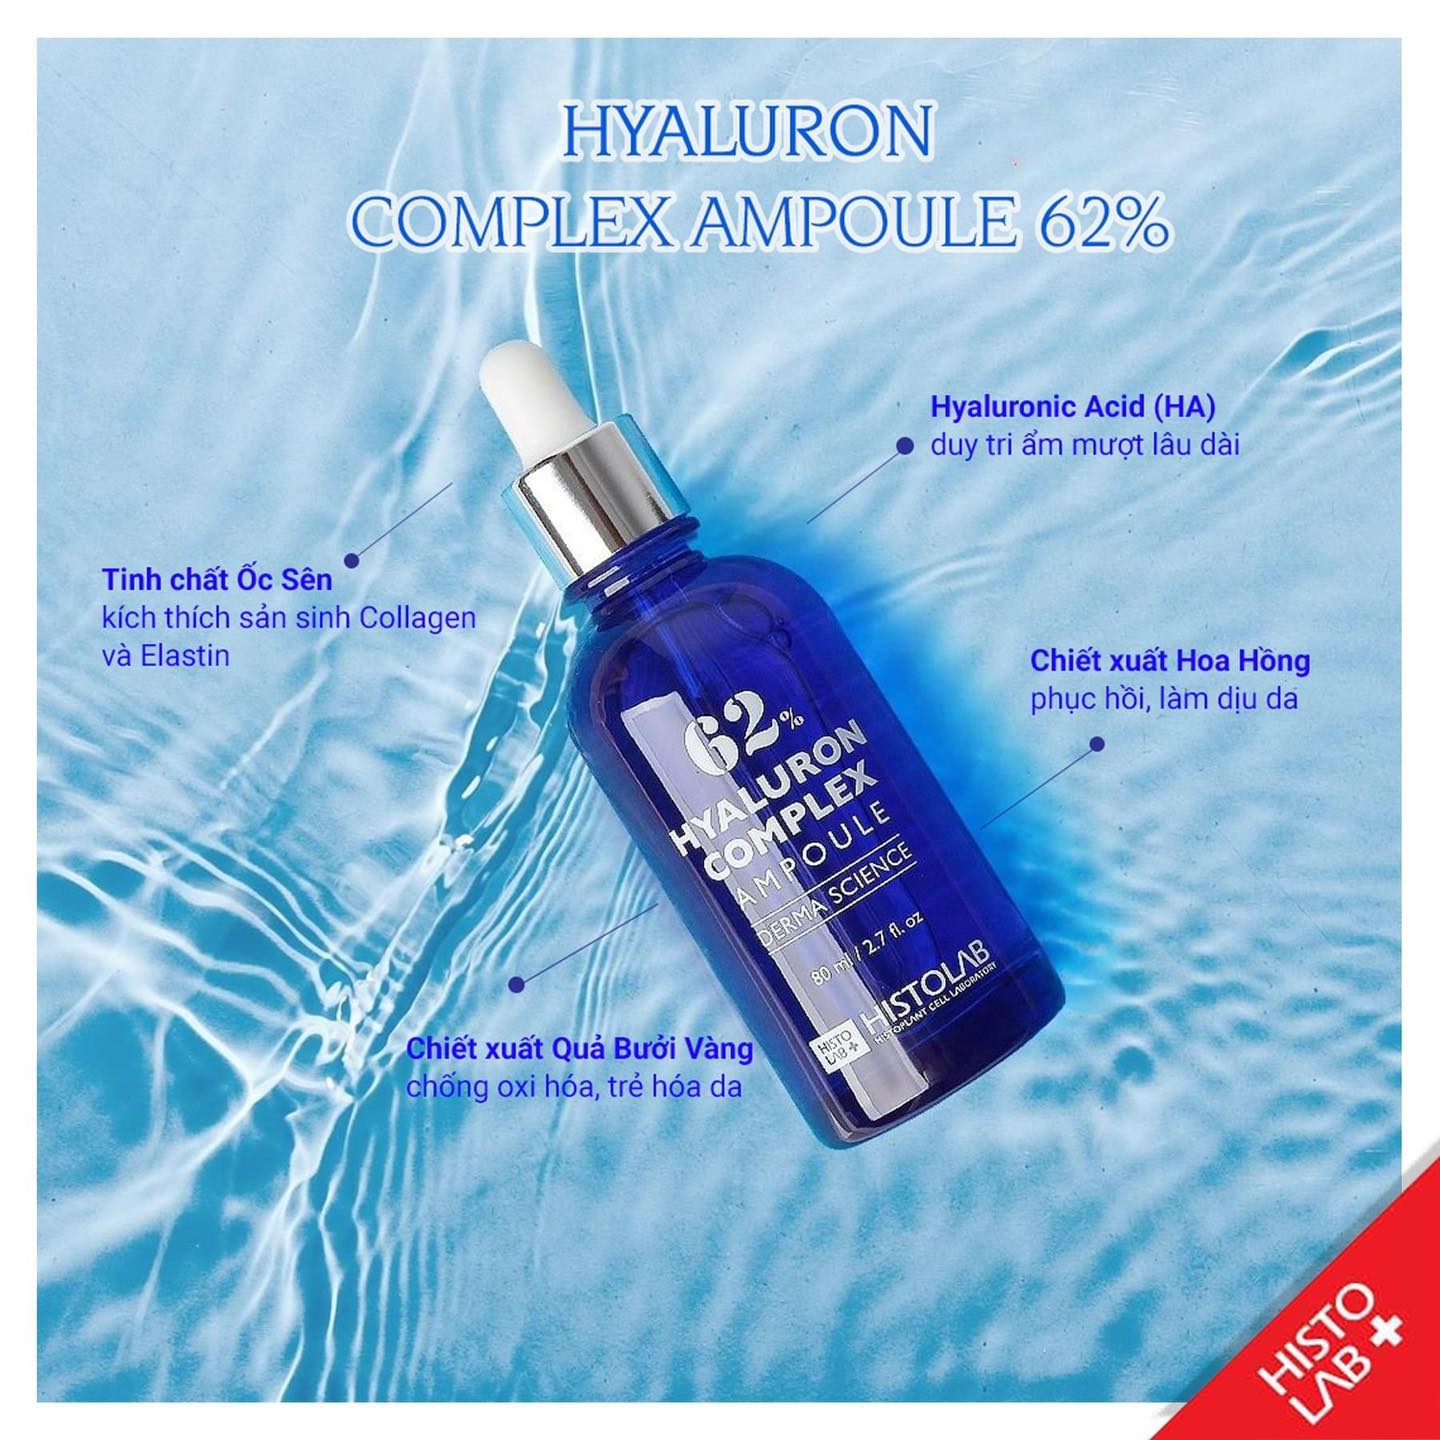 HYALURON
COMPLEX AMPOULE 62%
Hyaluronic Acid (HA)
duy tri ẩm mượt lâu dài
Tinh chất Ốc Sên
kích thích sản sinh Collagen
và Elastin
Chiết xuất Hoa Hồng
phục hồi, làm dịu da
62%
HYALURON
COMPLEX
AMPOULE
DERMA SCIENCE
80 ml / 2.7 fl. oz
HISTO
LAB+
HISTOLAB
HISTOPLANT CELL LABORATORY
Chiết xuất Quả Bưởi Vàng
chống oxi hóa, trẻ hóa da
HISTO
LAB+